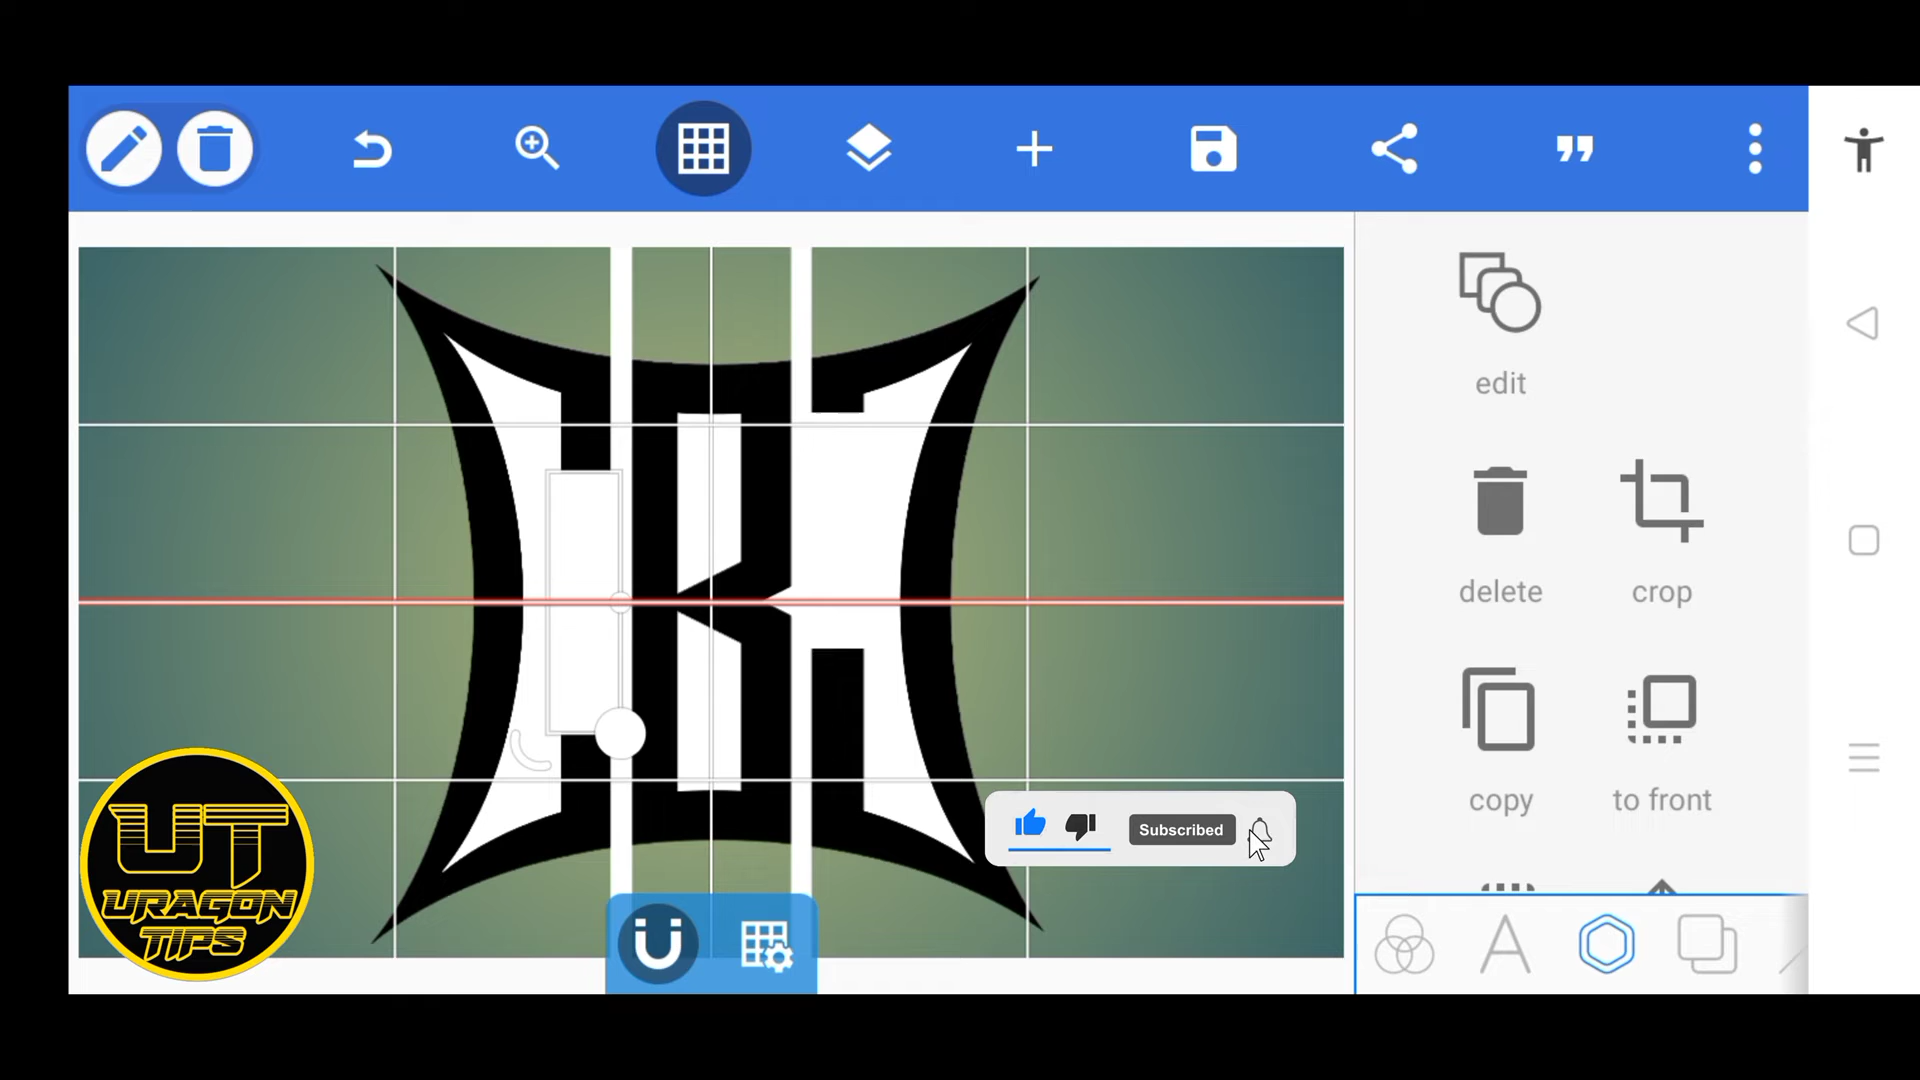 edit
delete
crop
copy
to front
Subscribed
UT
URAGON
TIPS